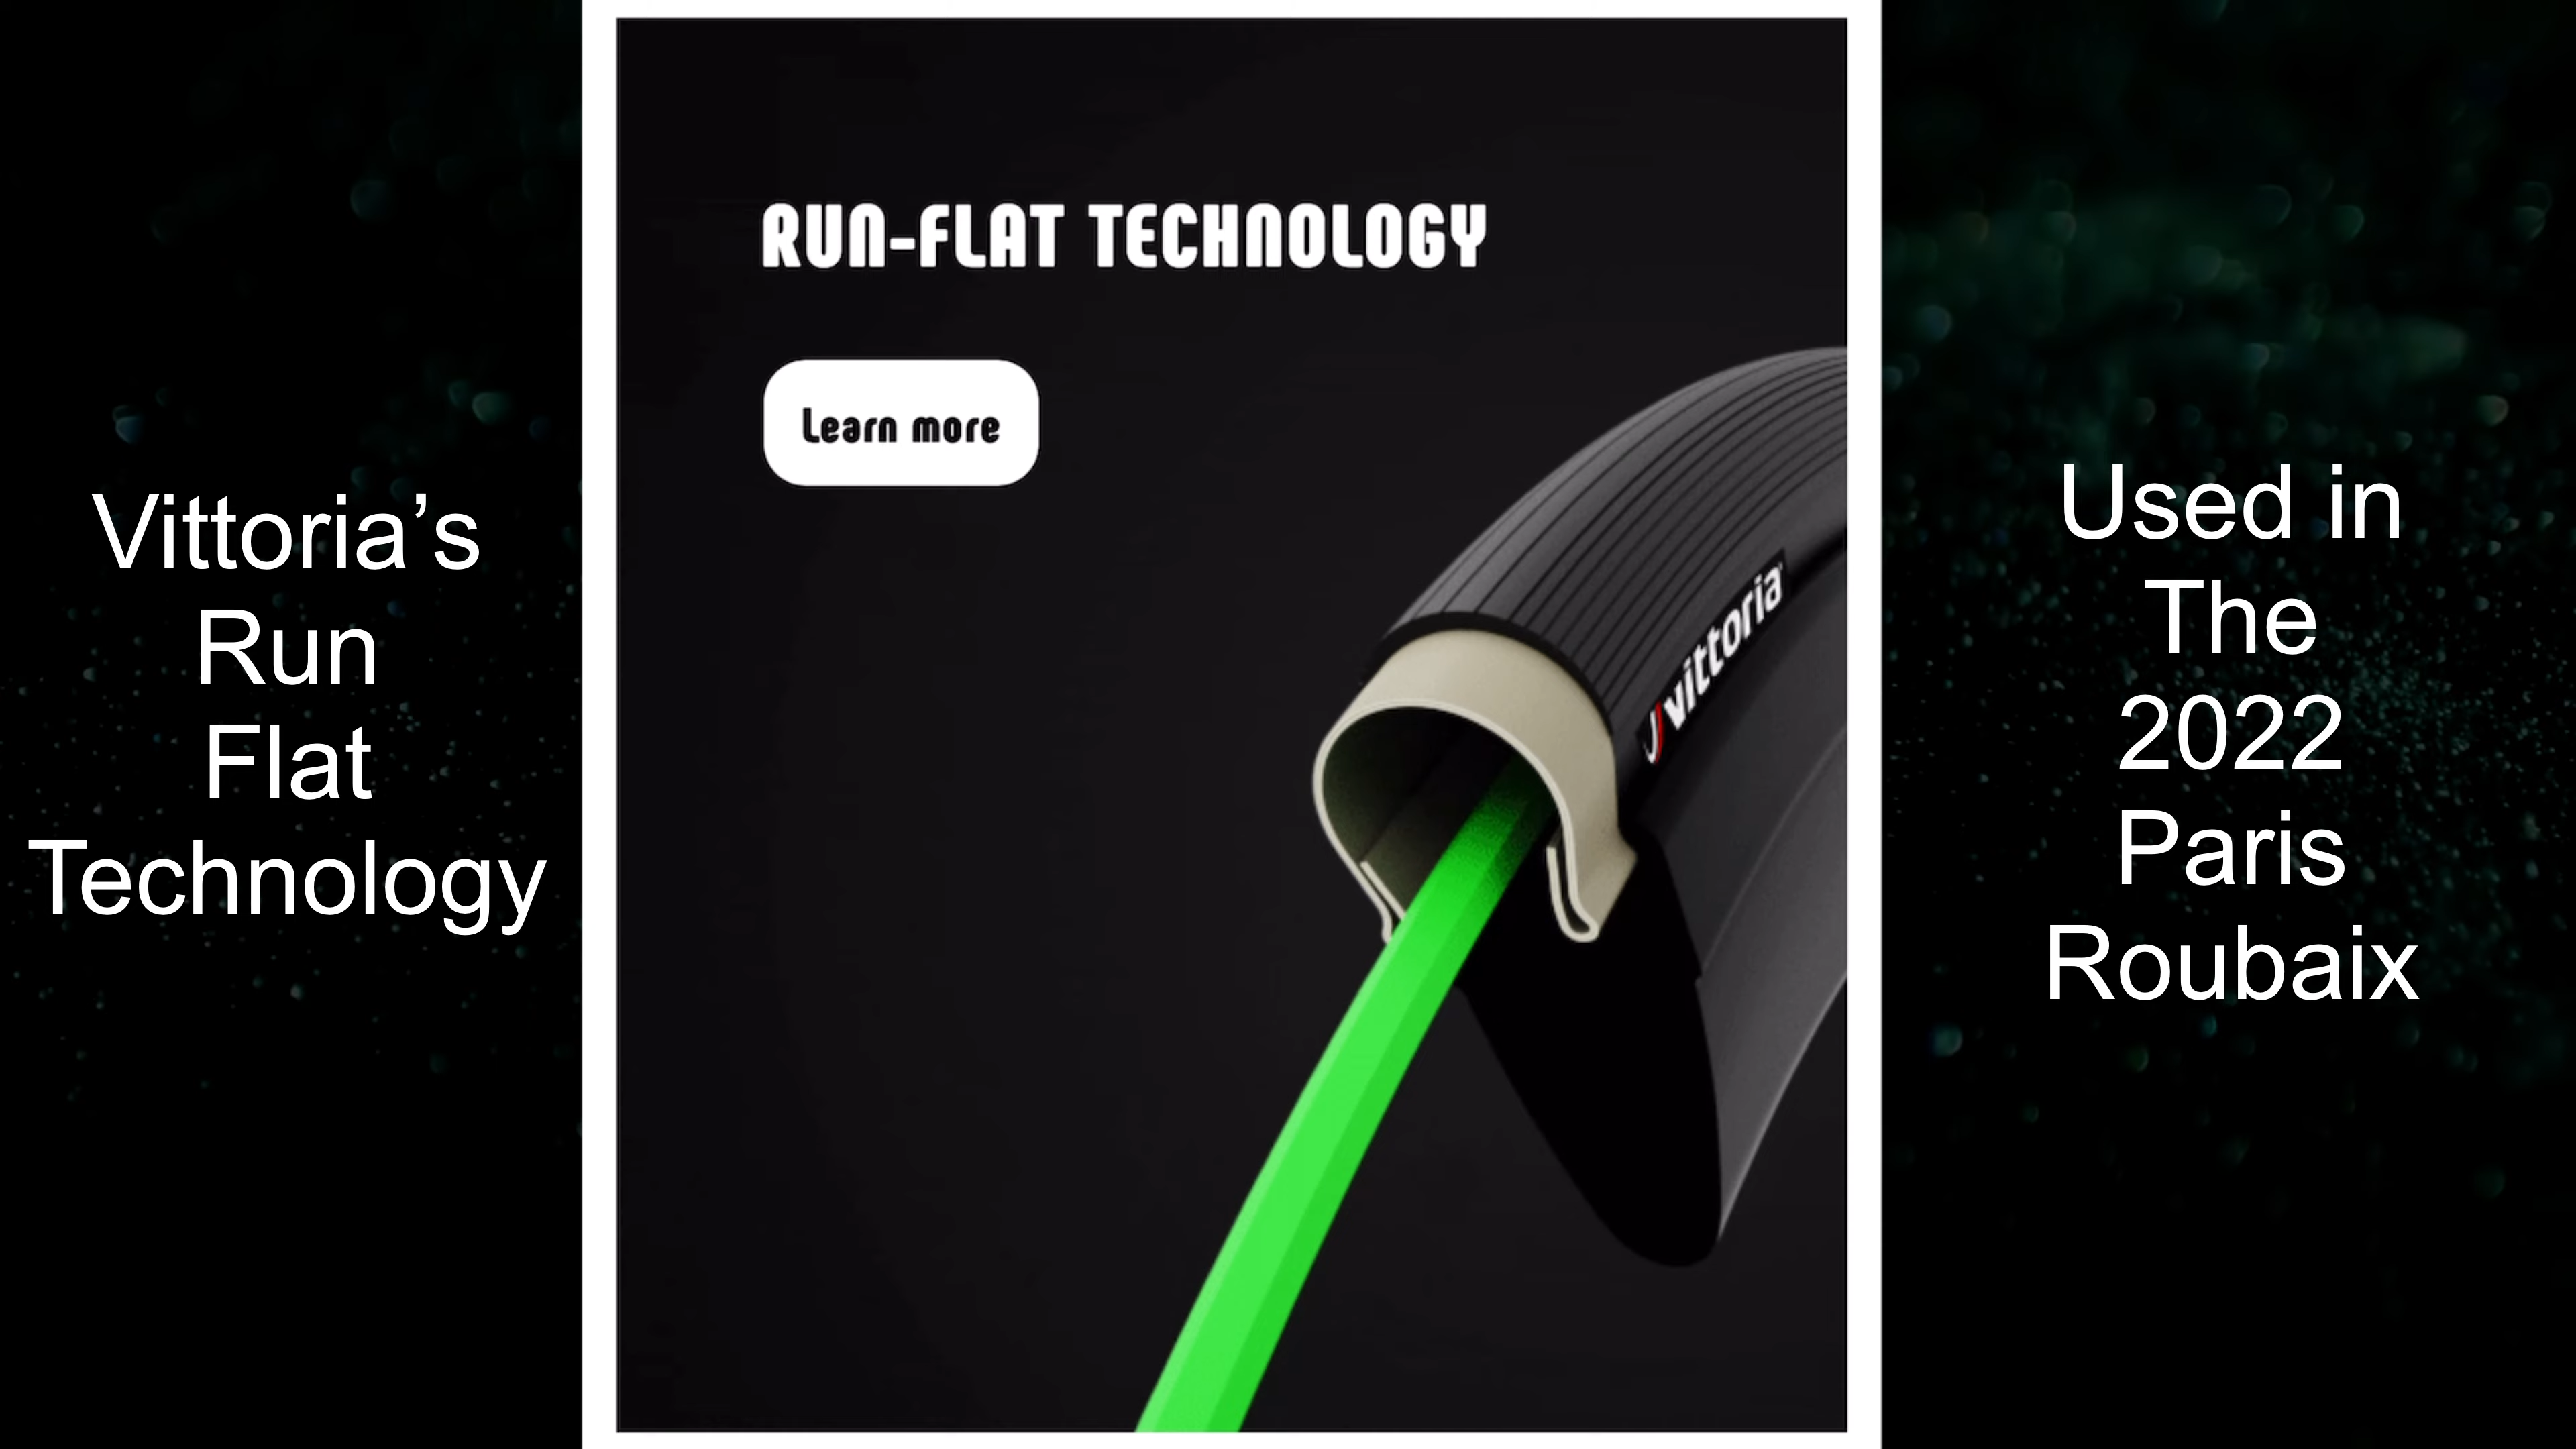 Vittoria’s
Run
Flat
Technology
RUN-FLAT TECHNOLOGY
Learn more
vittoria
Used in
The
2022
Paris
Roubaix